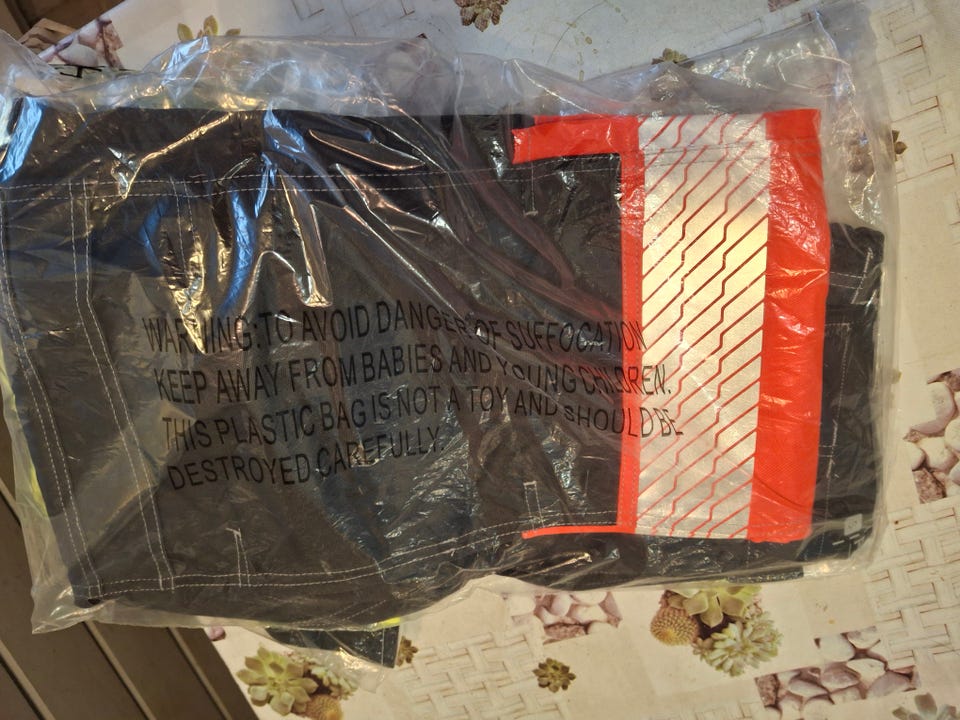 WARNING: TO AVOID DANGER OF SUFFOCATION
KEEP AWAY FROM BABIES AND YOUNG CHILDREN.
THIS PLASTIC BAG IS NOT A TOY AND SHOULD BE
DESTROYED CAREFULLY.